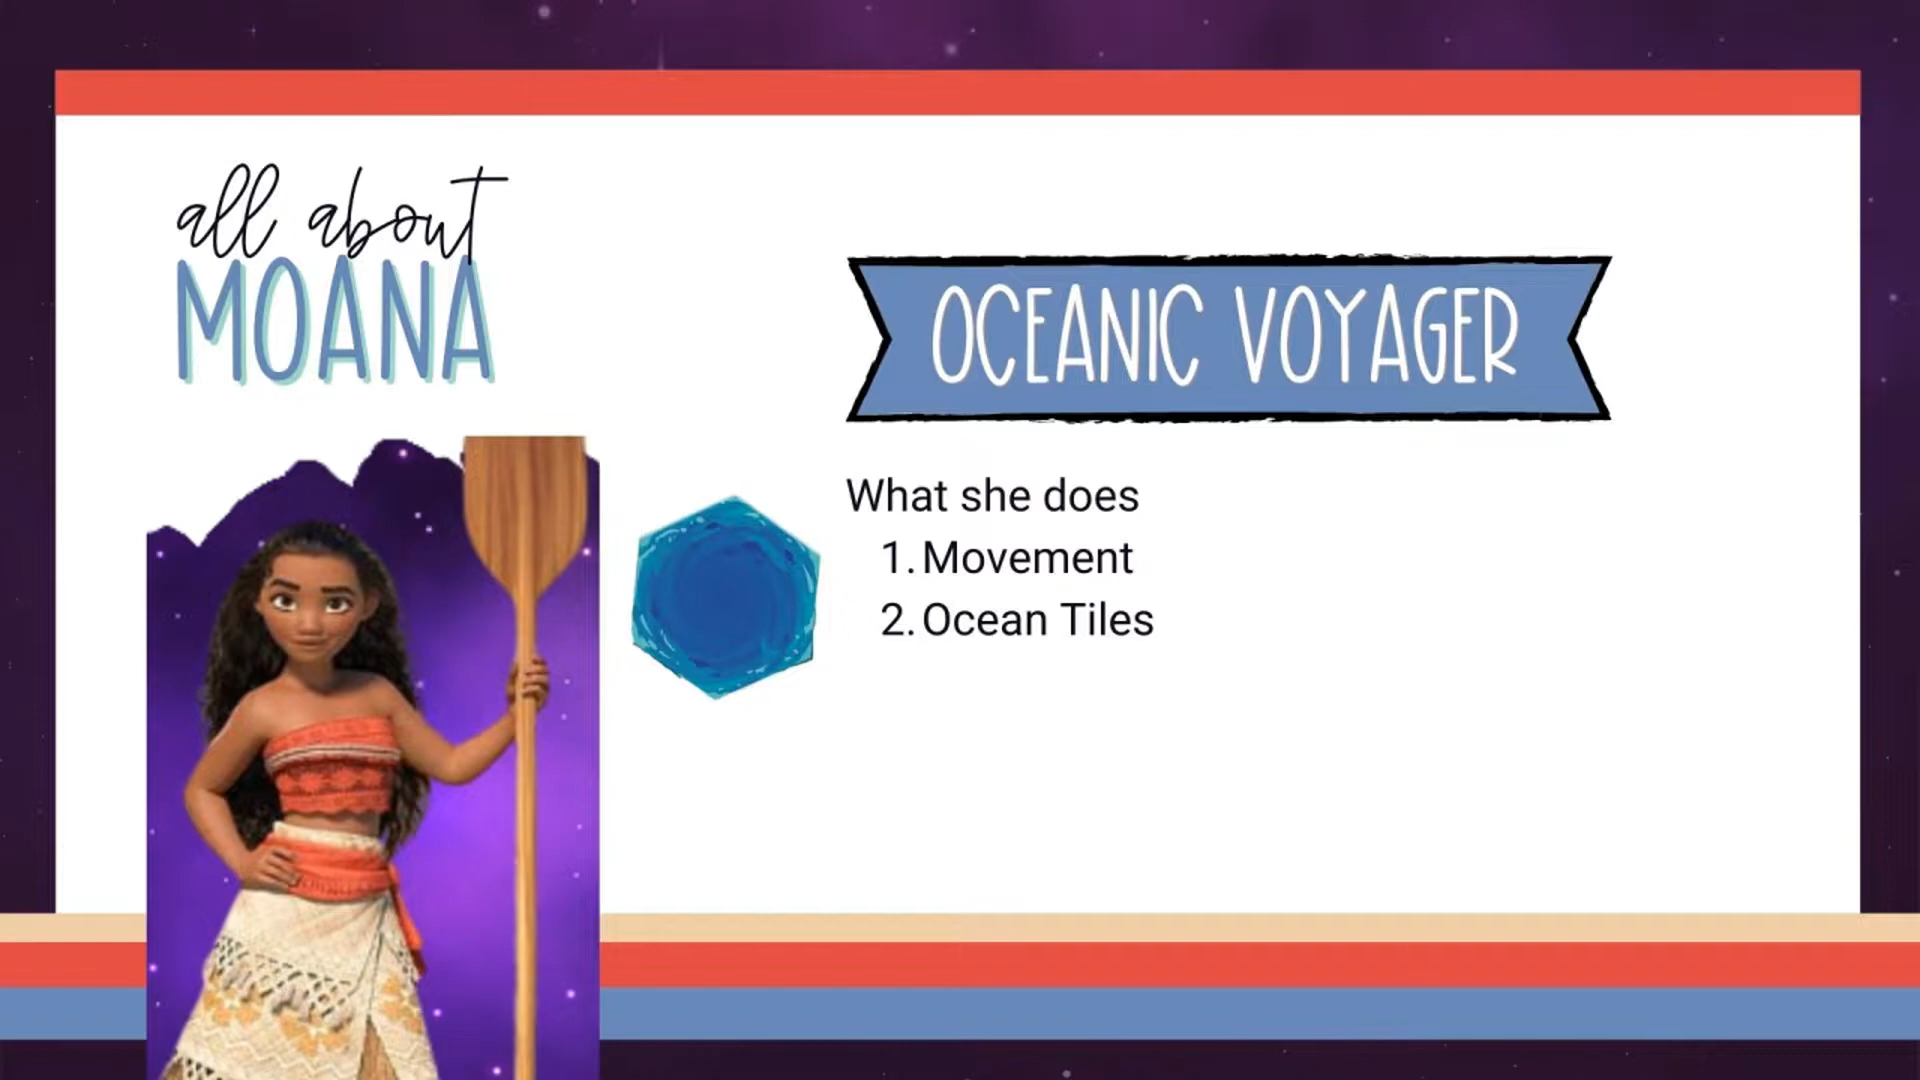 all about
MOANA
OCEANIC VOYAGER
What she does
1. Movement
2. Ocean Tiles